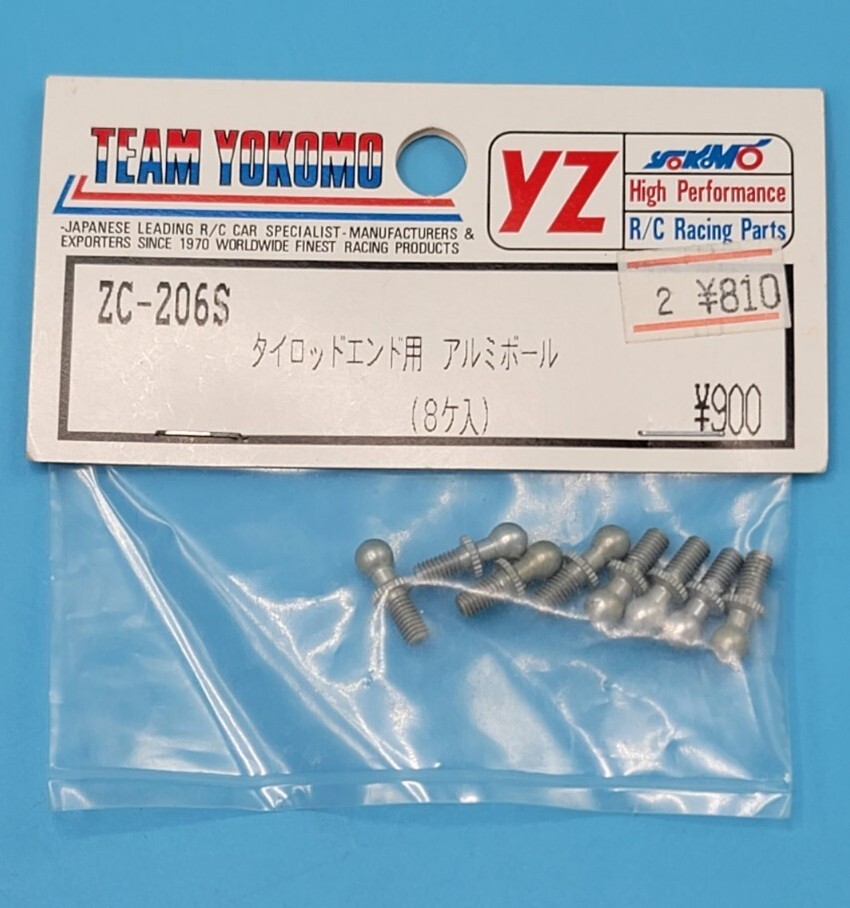 TEAM YOKOMO
-JAPANESE LEADING R/C CAR SPECIALIST-MANUFACTURERS &
EXPORTERS SINCE 1970 WORLDWIDE FINEST RACING PRODUCTS
YZ
YOKOMO
High Performance
R/C Racing Parts
2 ¥810
ZC-206S
タイロッドエンド用 アルミボール
(8ケ入)
¥900